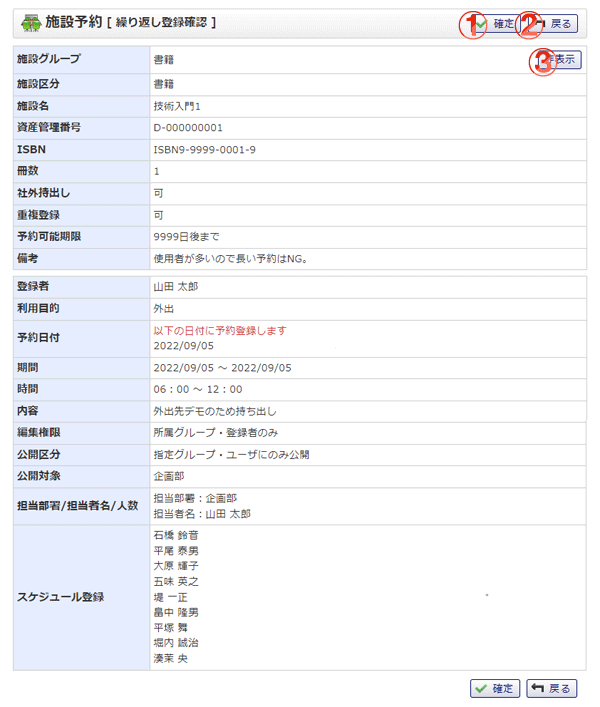 施設予約 [ 繰り返し登録確認 ]
① 確定 ② 戻る
③ 表示
施設グループ 書籍
施設区分 書籍
施設名 技術入門1
資産管理番号 D-000000001
ISBN ISBN9-9999-0001-9
冊数 1
社外持出し 可
重複登録 可
予約可能期限 9999日後まで
備考 使用者が多いので長い予約はNG。
登録者 山田 太郎
利用目的 外出
予約日付 以下の日付に予約登録します
2022/09/05
期間 2022/09/05 ～ 2022/09/05
時間 06：00 ～ 12：00
内容 外出先デモのため持ち出し
編集権限 所属グループ・登録者のみ
公開区分 指定グループ・ユーザにのみ公開
公開対象 企画部
担当部署/担当者名/人数 担当部署：企画部
担当者名：山田 太郎
スケジュール登録 石橋 鈴音
平尾 泰男
大原 輝子
五味 英之
堤 一正
畠中 隆男
平塚 舞
堀内 誠治
湊茉 央
確定 戻る